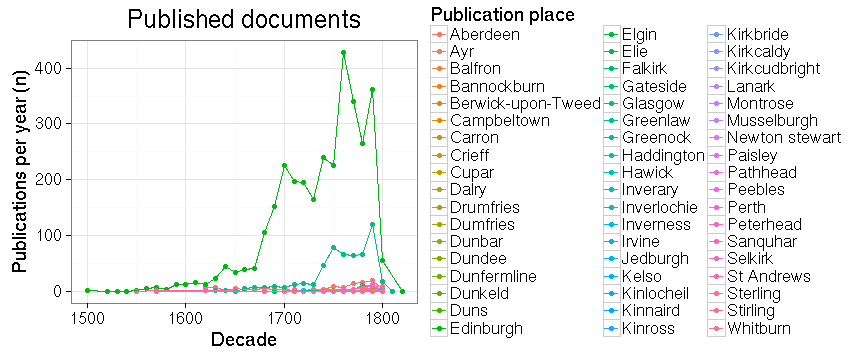 Published documents
Publications per year (n)
400
300
200
100
0
1500
1600
1700
1800
Decade
Publication place
Aberdeen
Ayr
Balfron
Bannockburn
Berwick-upon-Tweed
Campbeltown
Carron
Crieff
Cupar
Dalry
Drumfries
Dumfries
Dunbar
Dundee
Dunfermline
Dunkeld
Duns
Edinburgh
Elgin
Elie
Falkirk
Gateside
Glasgow
Greenlaw
Greenock
Haddington
Hawick
Inverary
Inverlochie
Inverness
Irvine
Jedburgh
Kelso
Kinlocheil
Kinnaird
Kinross
Kirkbride
Kirkcaldy
Kirkcudbright
Lanark
Montrose
Musselburgh
Newton stewart
Paisley
Pathhead
Peebles
Perth
Peterhead
Sanquhar
Selkirk
St Andrews
Sterling
Stirling
Whitburn